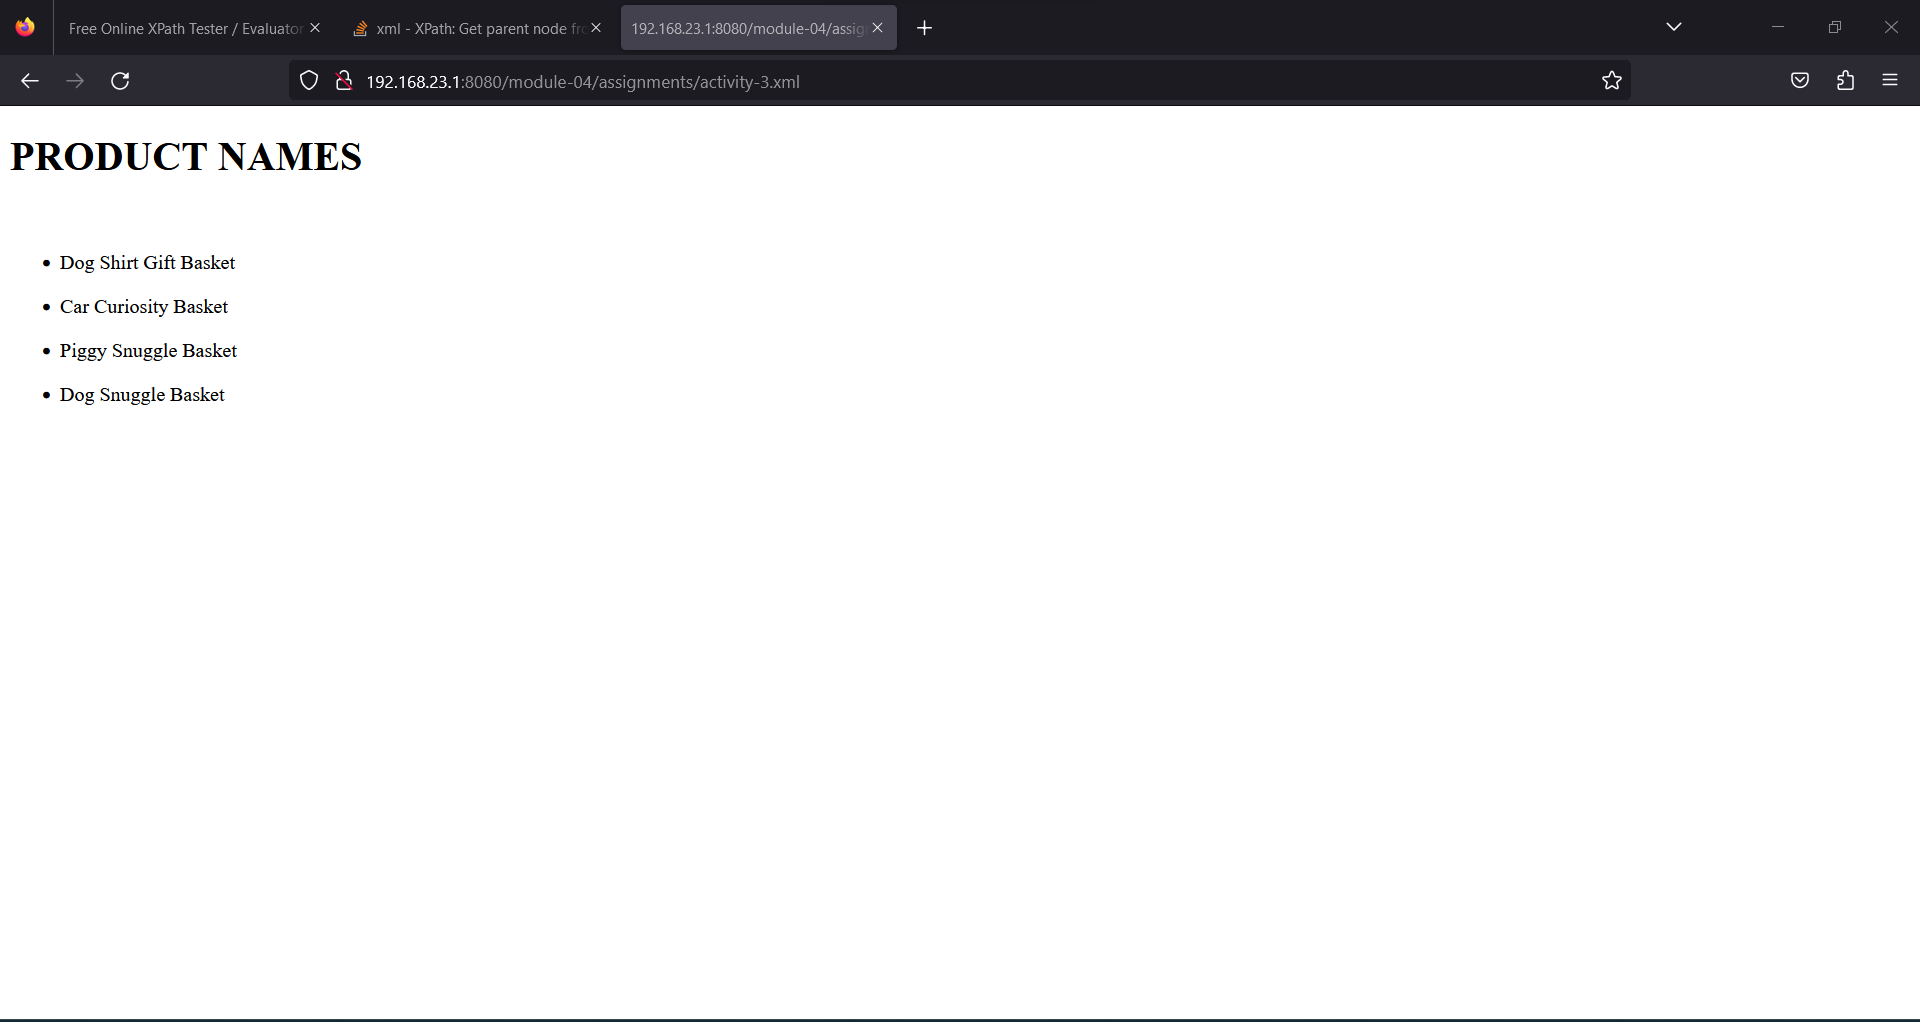 Free Online XPath Tester / Evaluator
xml - XPath: Get parent node fro
192.168.23.1:8080/module-04/assig
192.168.23.1:8080/module-04/assignments/activity-3.xml
PRODUCT NAMES
• Dog Shirt Gift Basket
• Car Curiosity Basket
• Piggy Snuggle Basket
• Dog Snuggle Basket